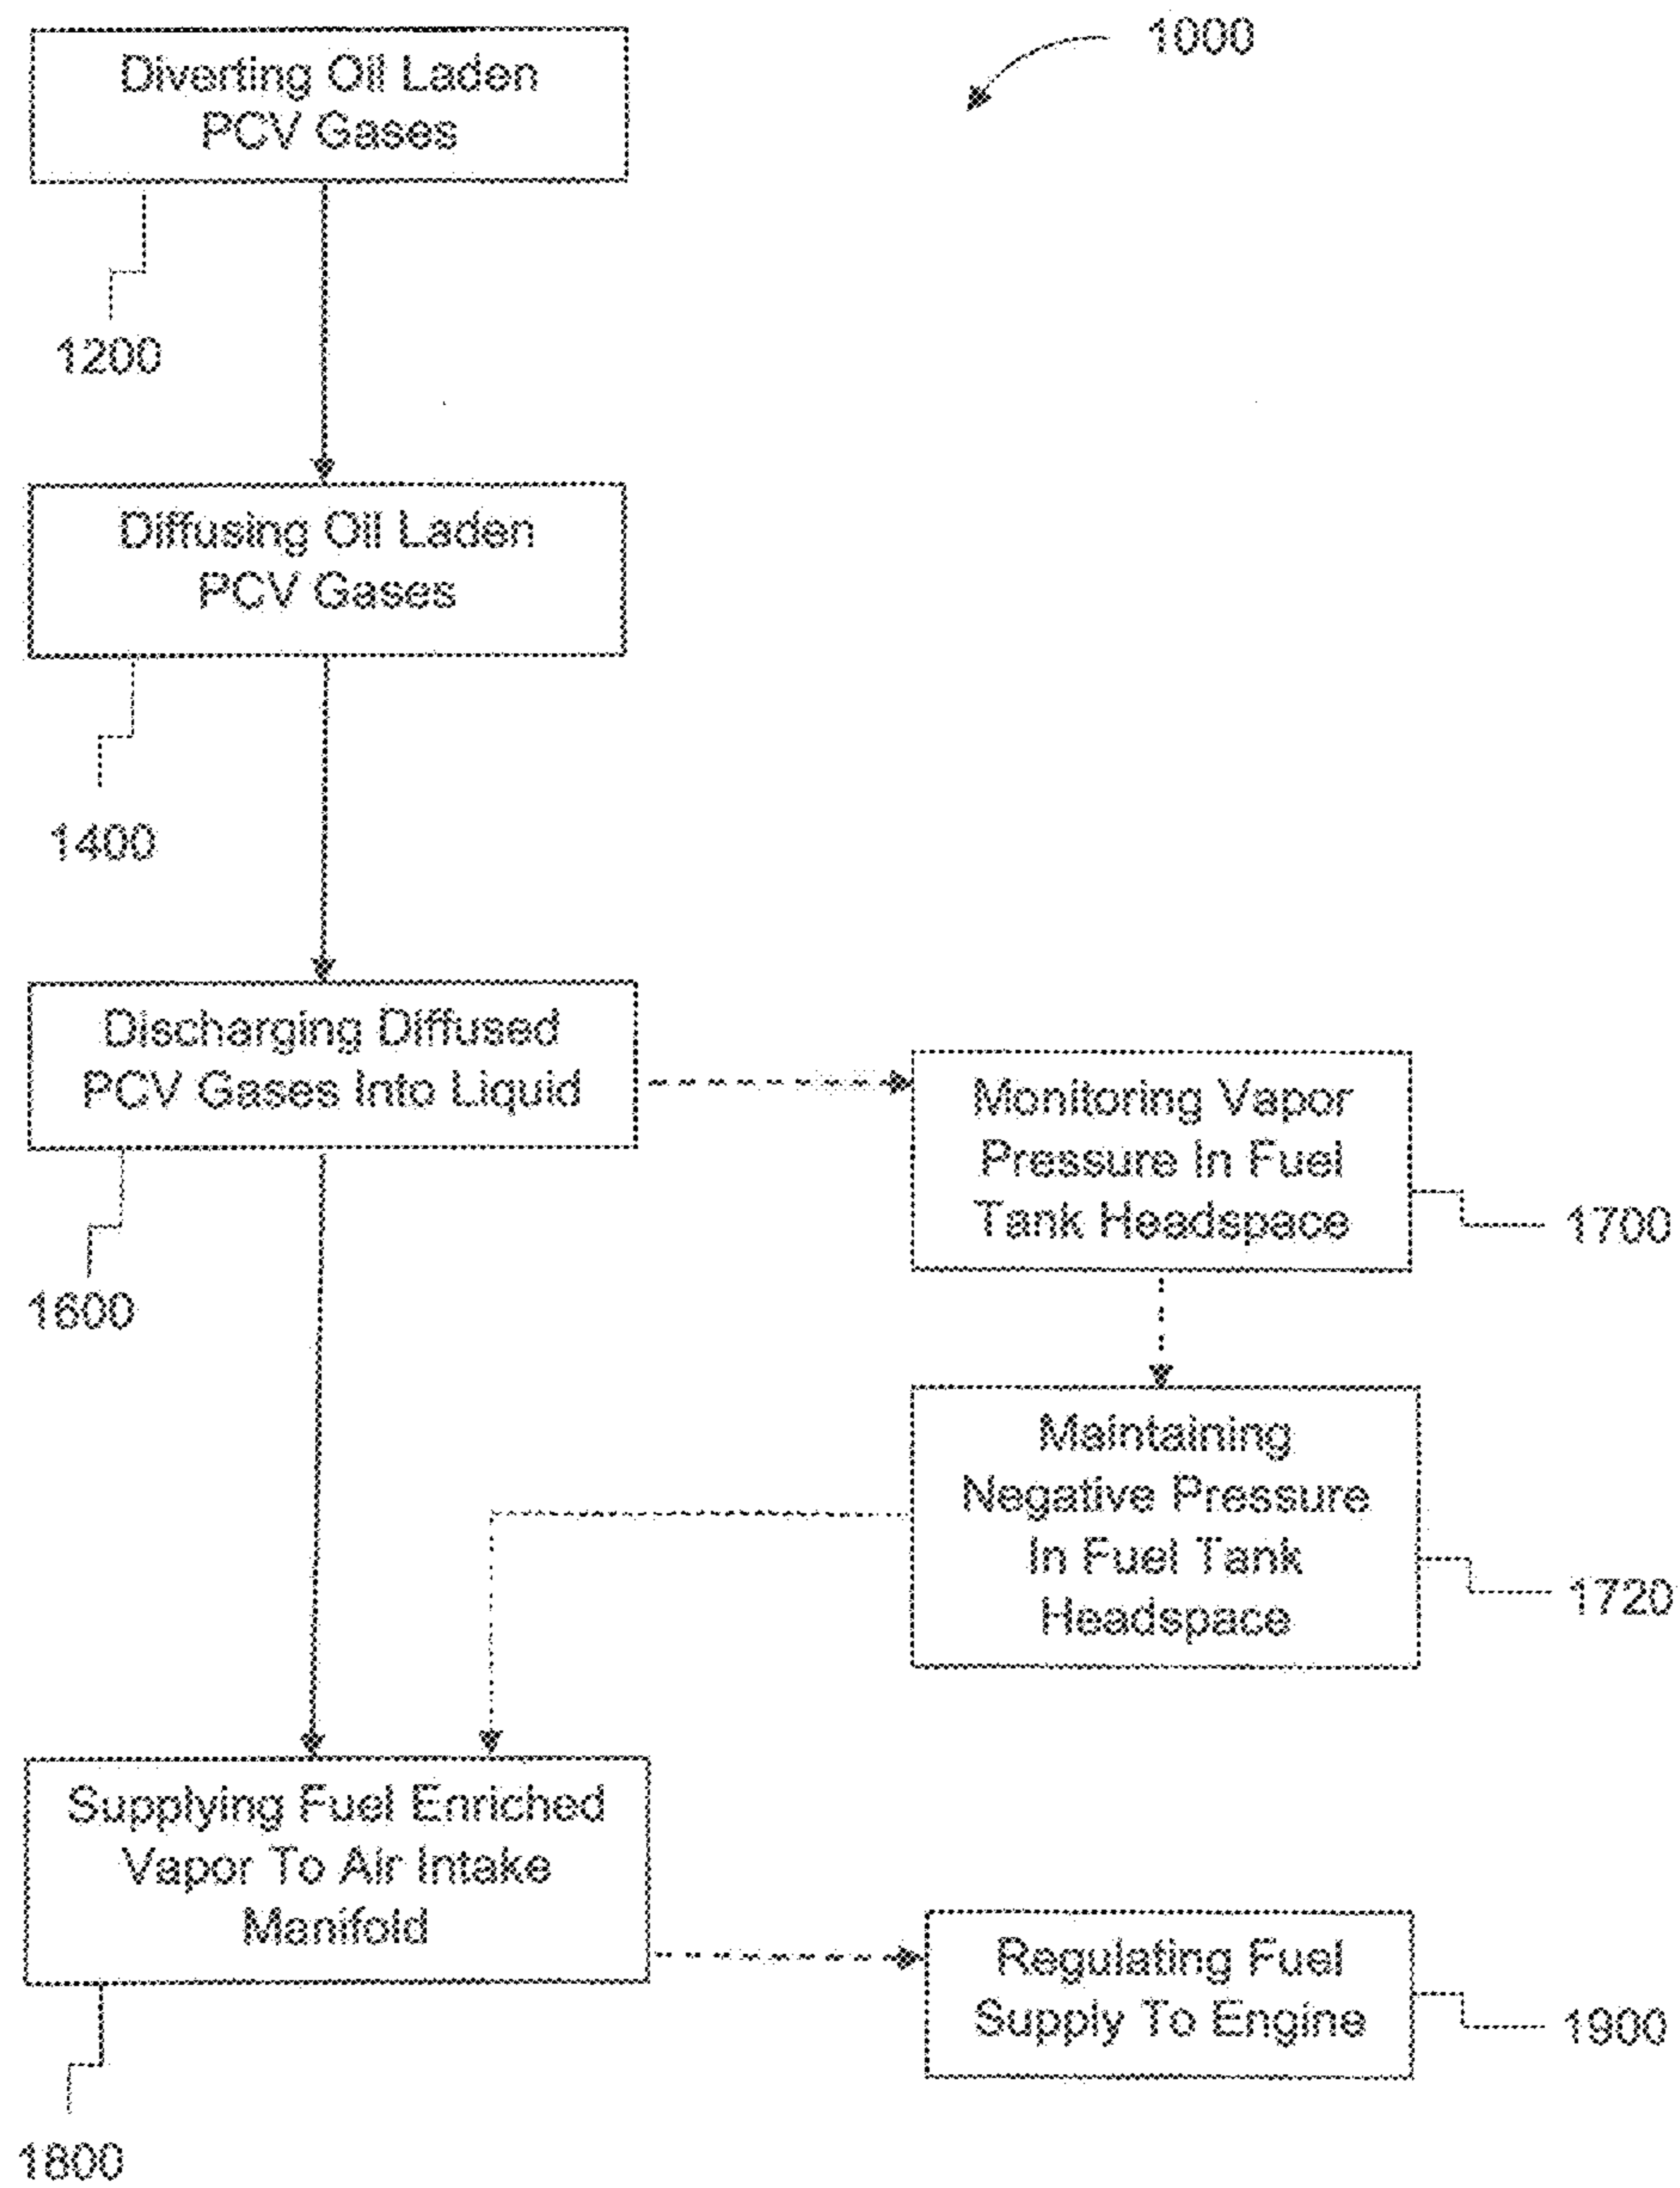 1000
Diverting Oil Laden
PCV Gases
1200
Diffusing Oil Laden
PCV Gases
1400
Discharging Diffused
PCV Gases Into Liquid
1600
Monitoring Vapor
Pressure In Fuel
Tank Headspace
1700
Maintaining
Negative Pressure
In Fuel Tank
Headspace
1720
Supplying Fuel Enriched
Vapor To Air Intake
Manifold
1800
Regulating Fuel
Supply To Engine
1900